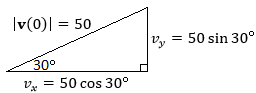 |v(0)| = 50
v_y = 50 sin 30°
30°
v_x = 50 cos 30°